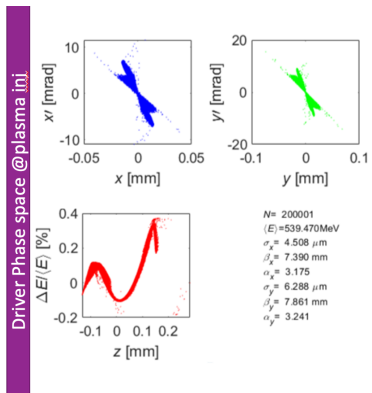 Driver Phase space @plasma inj
10
0
-10
-0.05
0
0.05
x′ [mrad]
x [mm]
20
0
-20
-0.1
0
0.1
y′ [mrad]
y [mm]
0.4
0.2
0
-0.2
-0.1
0
0.1
0.2
ΔE/⟨E⟩ [%]
z [mm]
N= 200001
⟨E⟩=539.470MeV
σx= 4.508 μm
βx= 7.390 mm
αx= 3.175
σy= 6.288 μm
βy= 7.861 mm
αy= 3.241